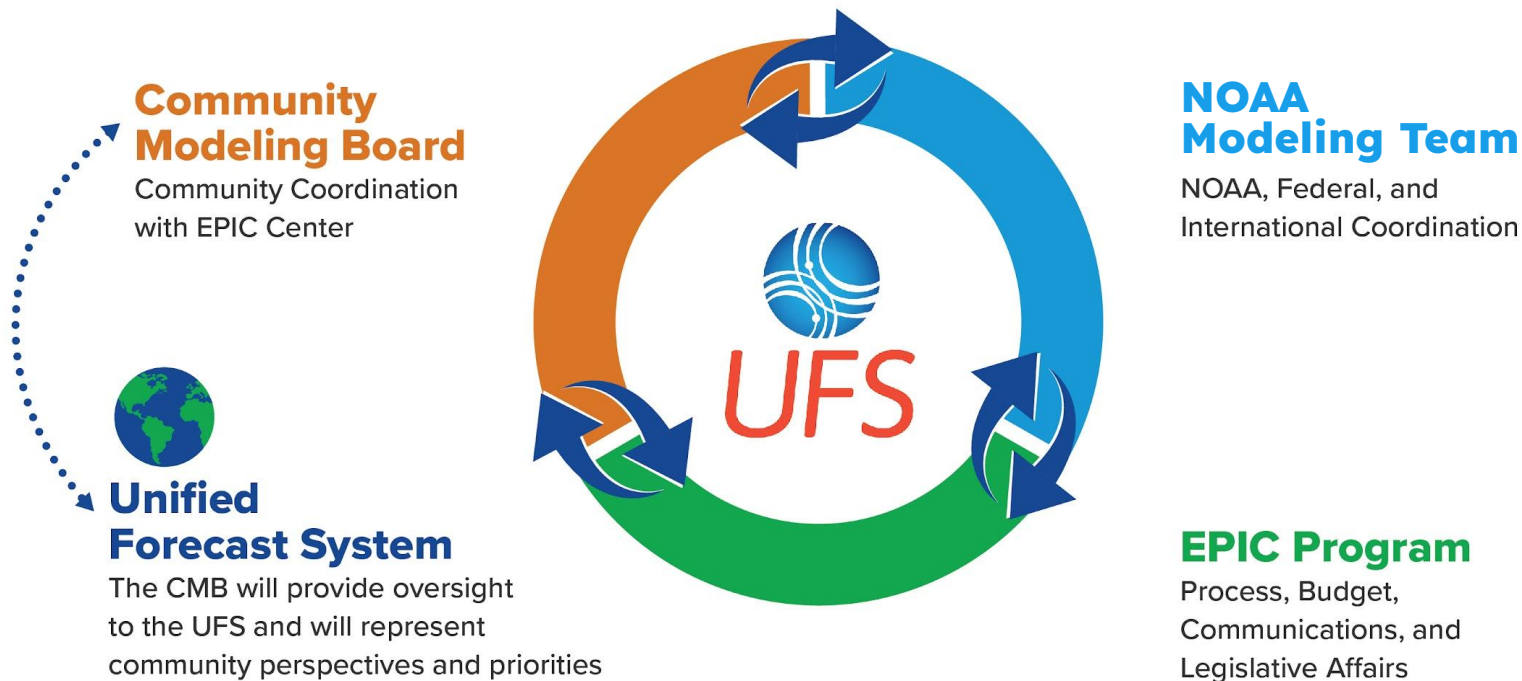 Community
Modeling Board
Community Coordination
with EPIC Center
NOAA
Modeling Team
NOAA, Federal, and
International Coordination
UFS
Unified
Forecast System
The CMB will provide oversight
to the UFS and will represent
community perspectives and priorities
EPIC Program
Process, Budget,
Communications, and
Legislative Affairs